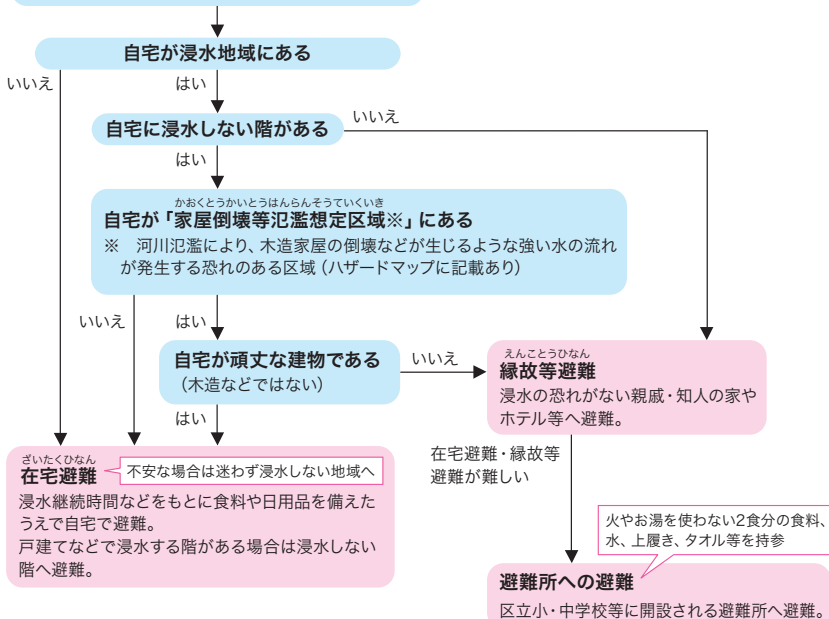 自宅が浸水地域にある
いいえ
はい
自宅に浸水しない階がある
いいえ
はい
かおくとうかいとうはんらんそうていくいき
自宅が「家屋倒壊等氾濫想定区域※」にある
※　河川氾濫により、木造家屋の倒壊などが生じるような強い水の流れ
が発生する恐れのある区域（ハザードマップに記載あり）
いいえ
はい
自宅が頑丈な建物である
（木造などではない）
いいえ
はい
えんことうひなん
縁故等避難
浸水の恐れがない親戚・知人の家や
ホテル等へ避難。
ざいたくひなん
在宅避難
不安な場合は迷わず浸水しない地域へ
浸水継続時間などをもとに食料や日用品を備えた
うえで自宅で避難。
戸建てなどで浸水する階がある場合は浸水しない
階へ避難。
在宅避難・縁故等
避難が難しい
火やお湯を使わない2食分の食料、
水、上履き、タオル等を持参
避難所への避難
区立小・中学校等に開設される避難所へ避難。